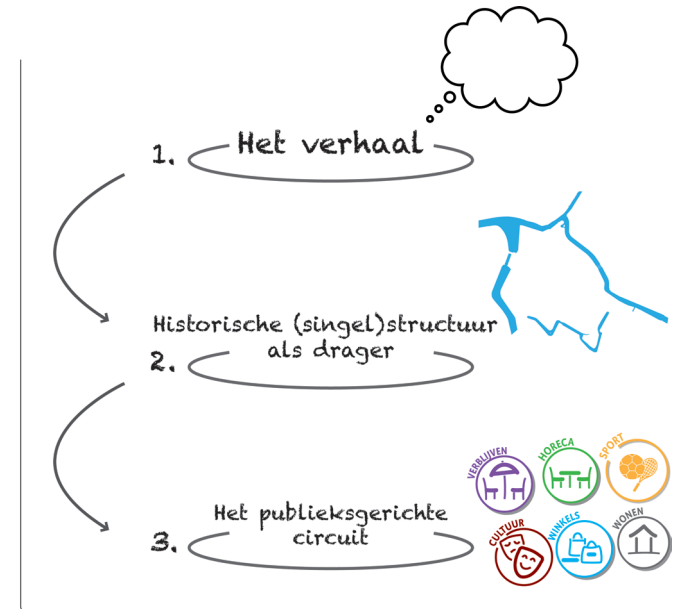 1. Het verhaal
Historische (singel)structuur
als drager
2.
VERBLIJVEN
HORECA
SPORT
Het publieksgerichte
circuit
3.
CULTUUR
WINKELS
WONEN